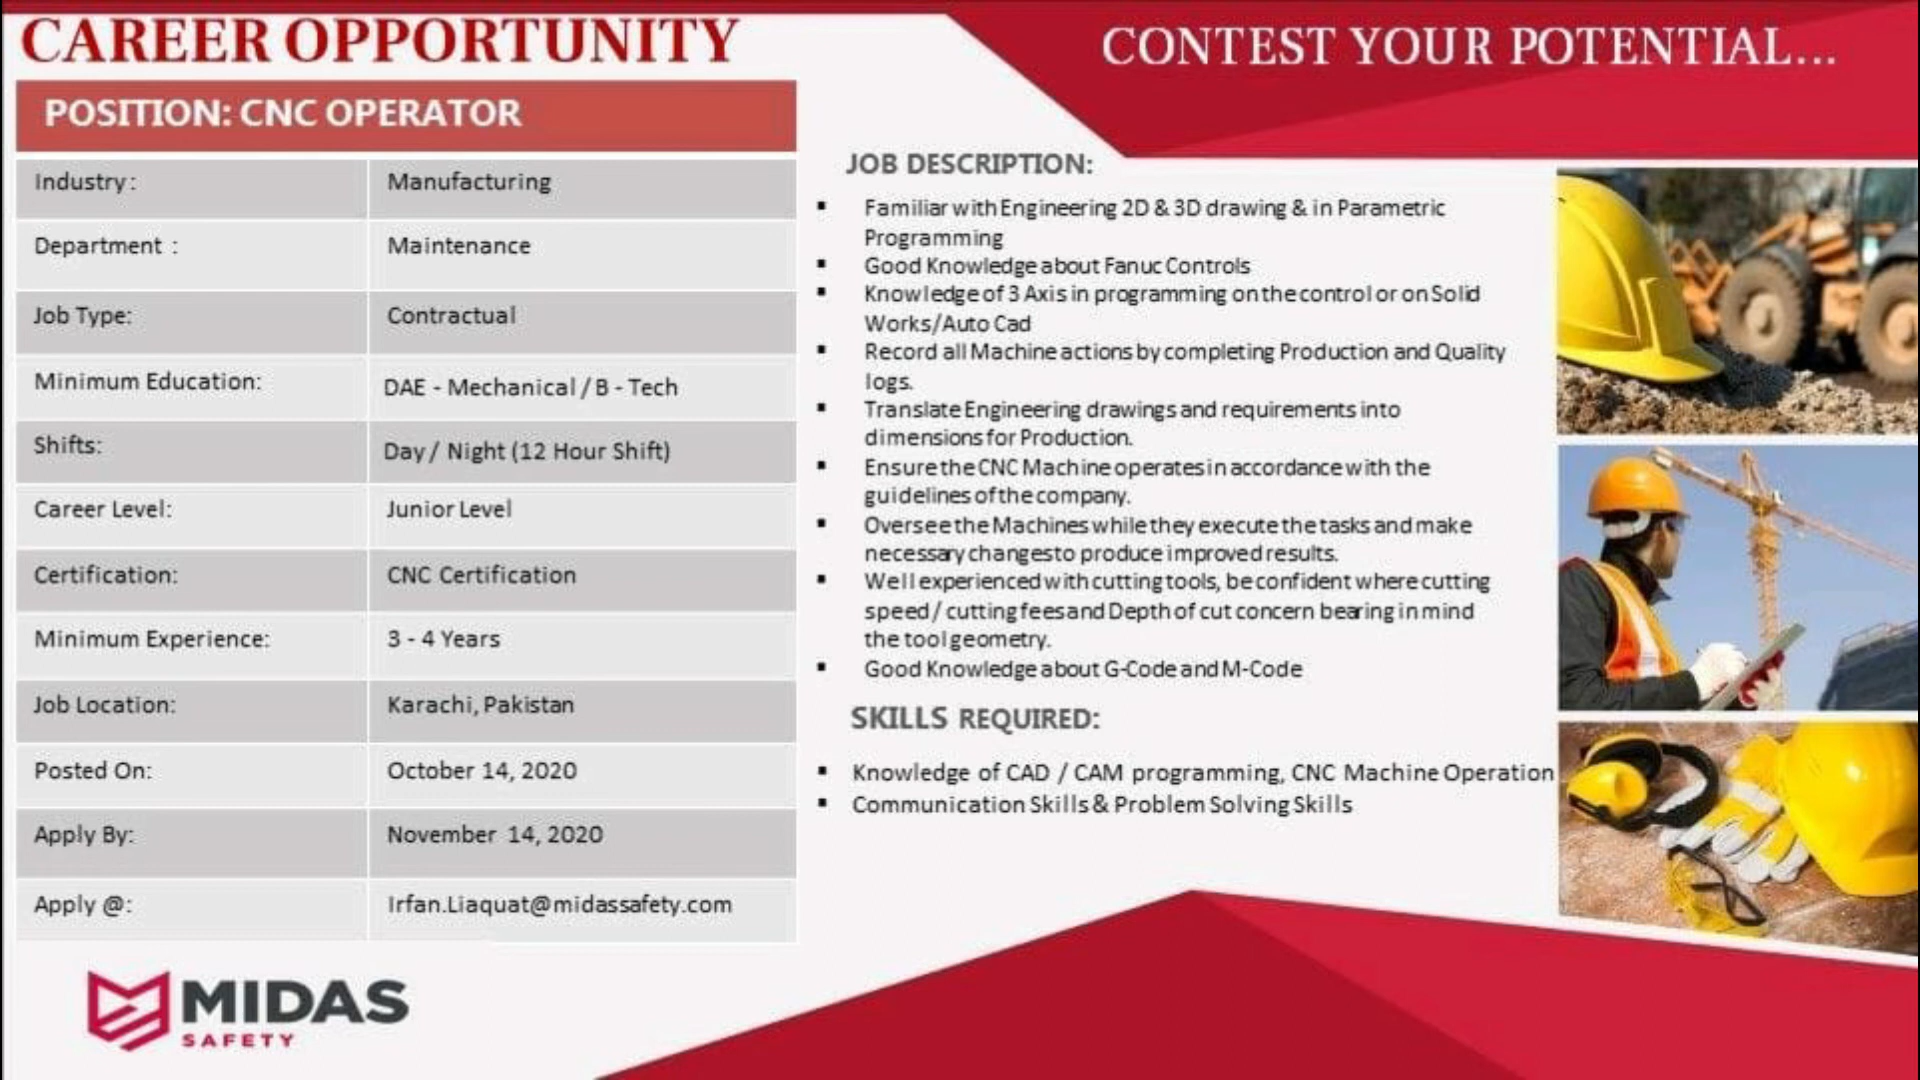 CAREER OPPORTUNITY
CONTEST YOUR POTENTIAL...
POSITION: CNC OPERATOR
Industry: Manufacturing
Department : Maintenance
Job Type: Contractual
Minimum Education: DAE - Mechanical / B - Tech
Shifts: Day / Night (12 Hour Shift)
Career Level: Junior Level
Certification: CNC Certification
Minimum Experience: 3 - 4 Years
Job Location: Karachi, Pakistan
Posted On: October 14, 2020
Apply By: November 14, 2020
Apply @: Irfan.Liaquat@midassafety.com
MIDAS
SAFETY
JOB DESCRIPTION:
▪ Familiar with Engineering 2D & 3D drawing & in Parametric
Programming
▪ Good Knowledge about Fanuc Controls
▪ Knowledge of 3 Axis in programming on the control or on Solid
Works/Auto Cad
▪ Record all Machine actions by completing Production and Quality
logs.
▪ Translate Engineering drawings and requirements into
dimensions for Production.
▪ Ensure the CNC Machine operates in accordance with the
guidelines of the company.
▪ Oversee the Machines while they execute the tasks and make
necessary changes to produce improved results.
▪ Well experienced with cutting tools, be confident where cutting
speed / cutting fees and Depth of cut concern bearing in mind
the tool geometry.
▪ Good Knowledge about G-Code and M-Code
SKILLS REQUIRED:
▪ Knowledge of CAD / CAM programming, CNC Machine Operation
▪ Communication Skills & Problem Solving Skills